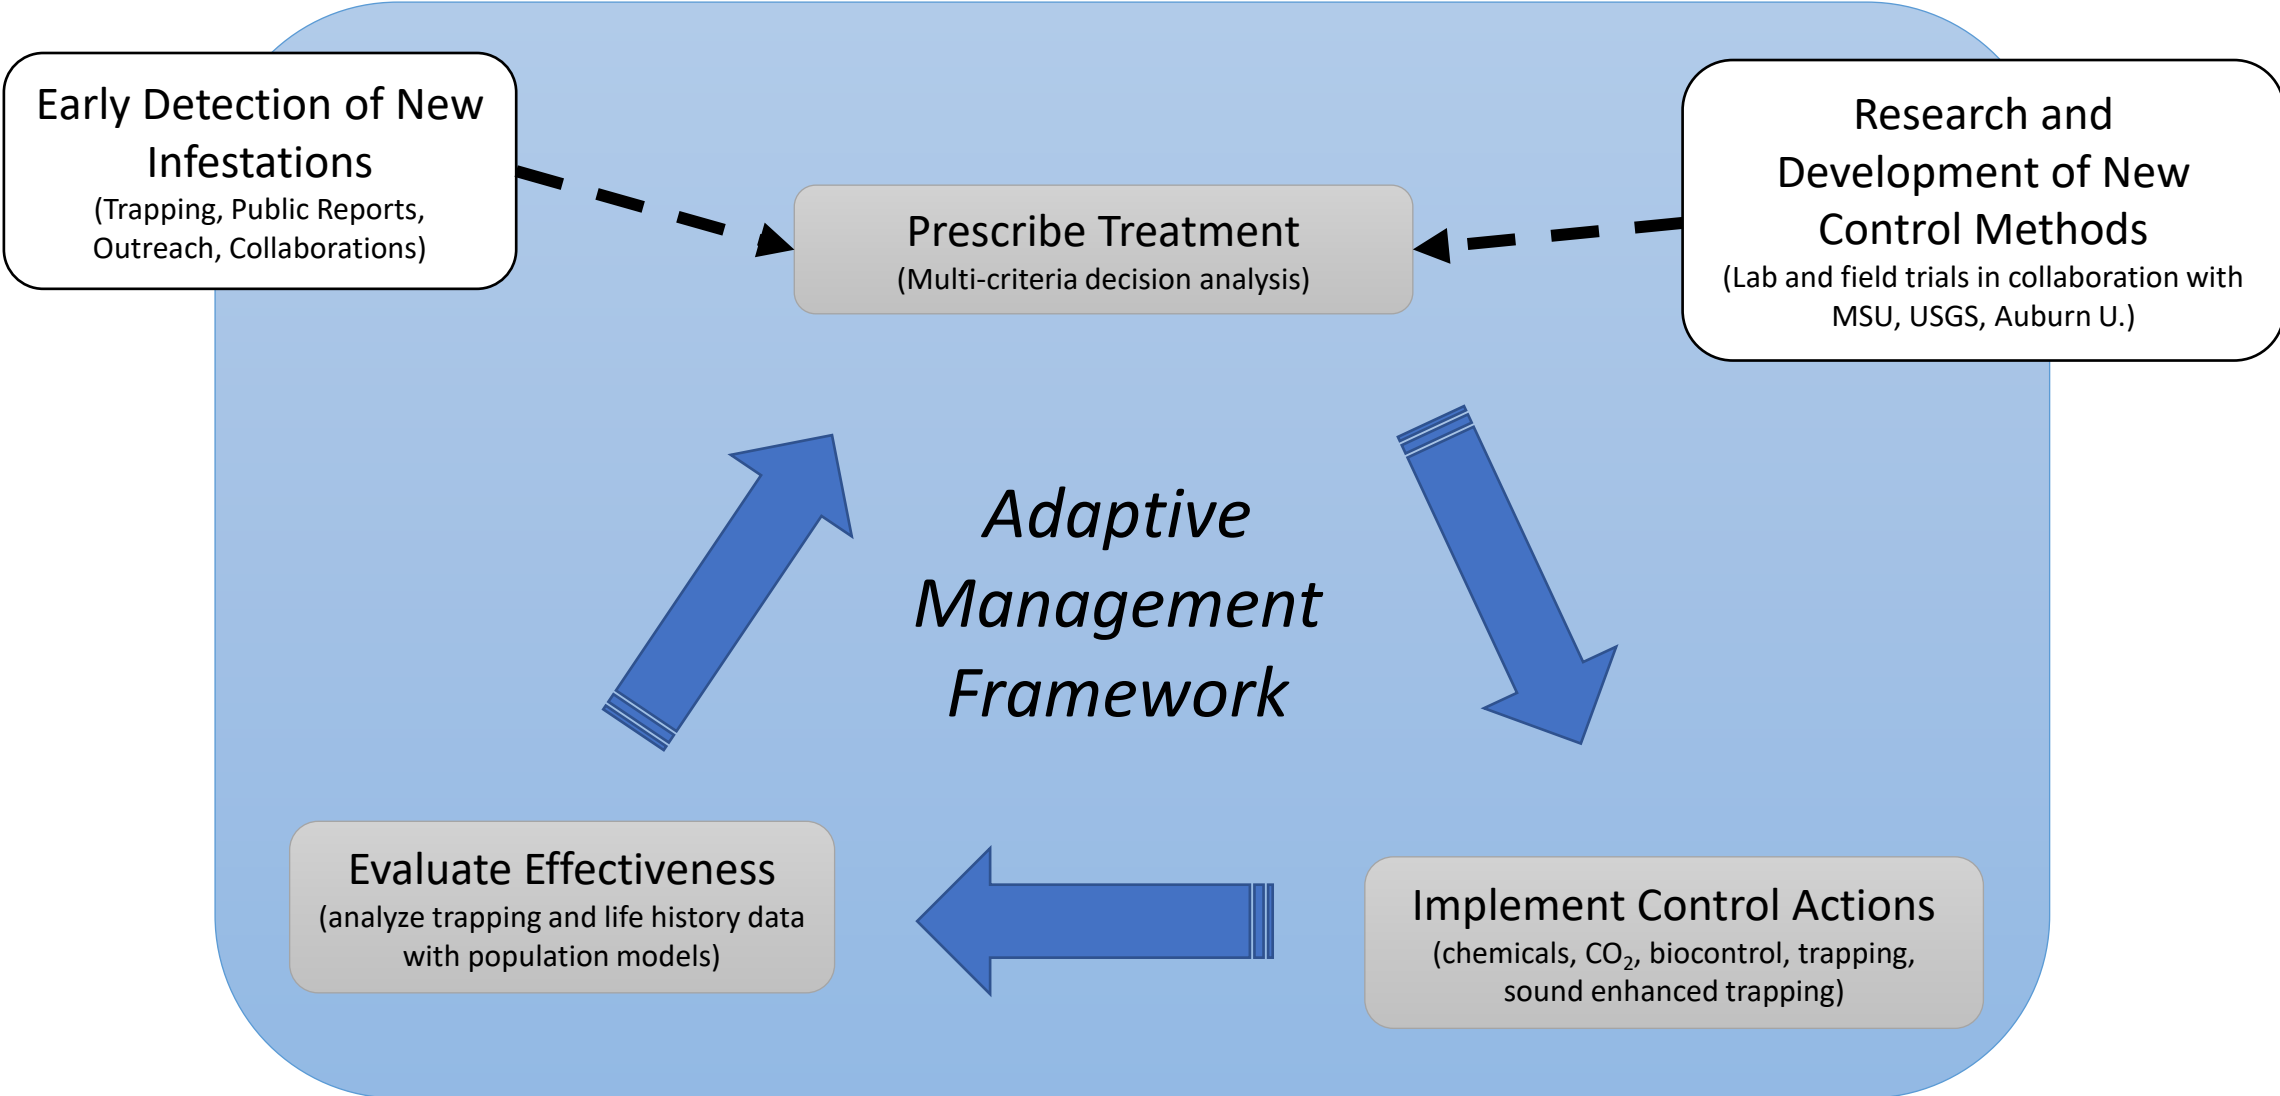 Early Detection of New
Infestations
(Trapping, Public Reports,
Outreach, Collaborations)
Research and
Development of New
Control Methods
(Lab and field trials in collaboration with
MSU, USGS, Auburn U.)
Prescribe Treatment
(Multi-criteria decision analysis)
Adaptive
Management
Framework
Evaluate Effectiveness
(analyze trapping and life history data
with population models)
Implement Control Actions
(chemicals, CO₂, biocontrol, trapping,
sound enhanced trapping)